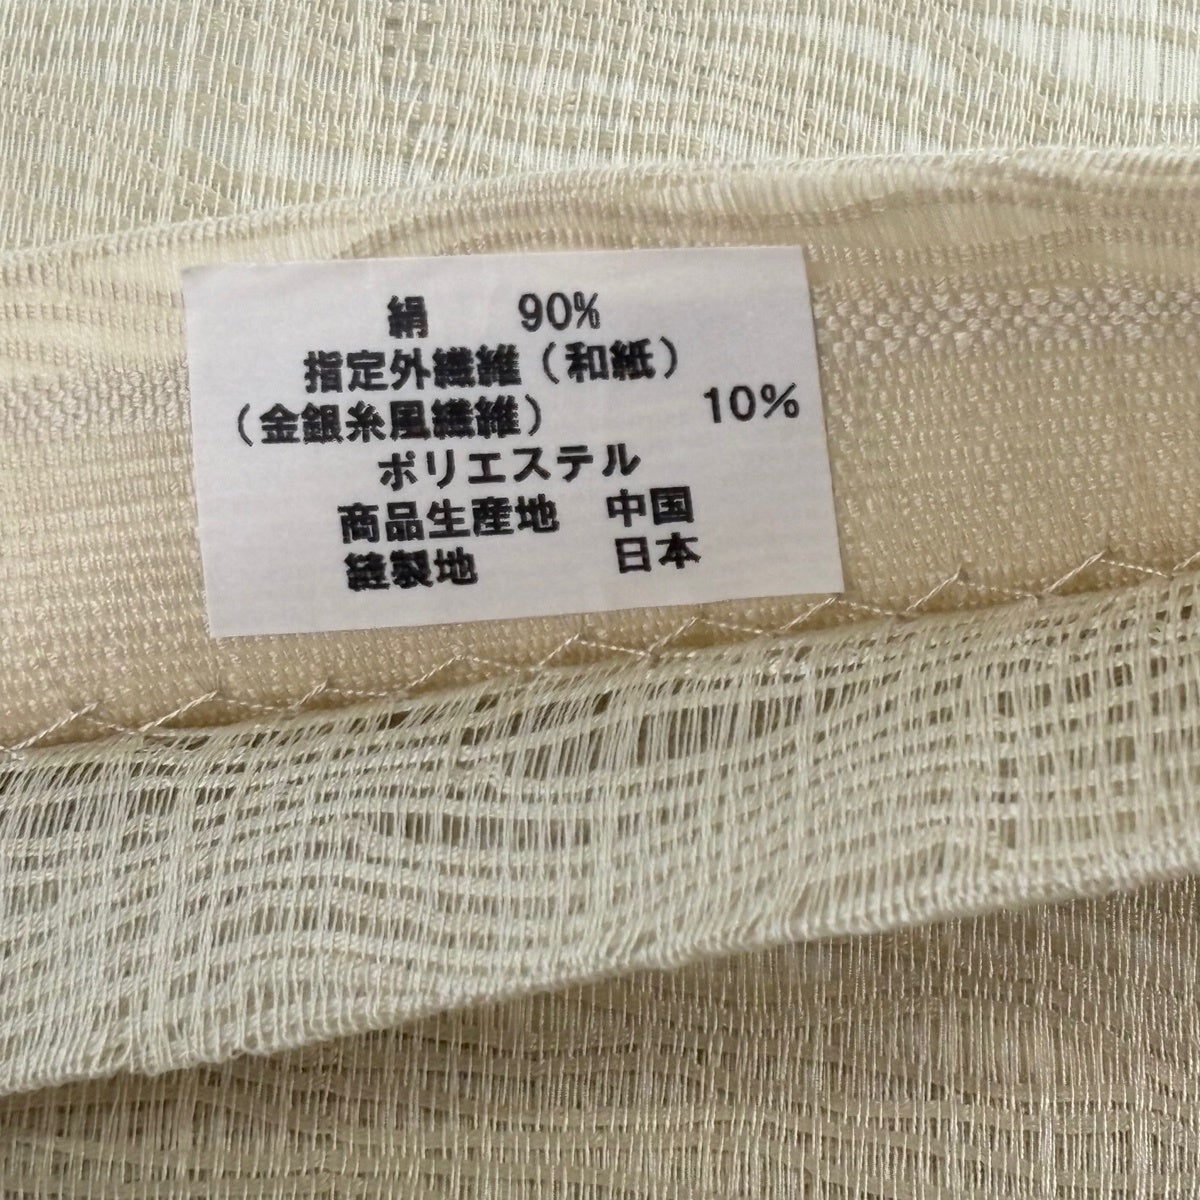 絹 90%
指定外繊維(和紙)
(金銀糸風繊維) 10%
ポリエステル
商品生産地 中国
縫製地 日本